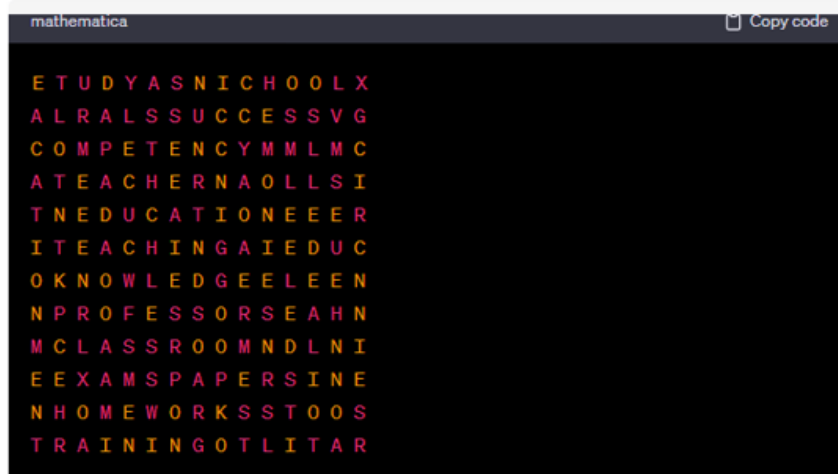 mathematica
Copy code
E T U D Y A S N I C H O O L X
A L R A L S S U C C E S S V G
C O M P E T E N C Y M M L M C
A T E A C H E R N A O L L S I
T N E D U C A T I O N E E E R
I T E A C H I N G A I E D U C
O K N O W L E D G E E L E E N
N P R O F E S S O R S E A H N
M C L A S S R O O M N D L N I
E E X A M S P A P E R S I N E
N H O M E W O R K S S T O O S
T R A I N I N G O T L I T A R